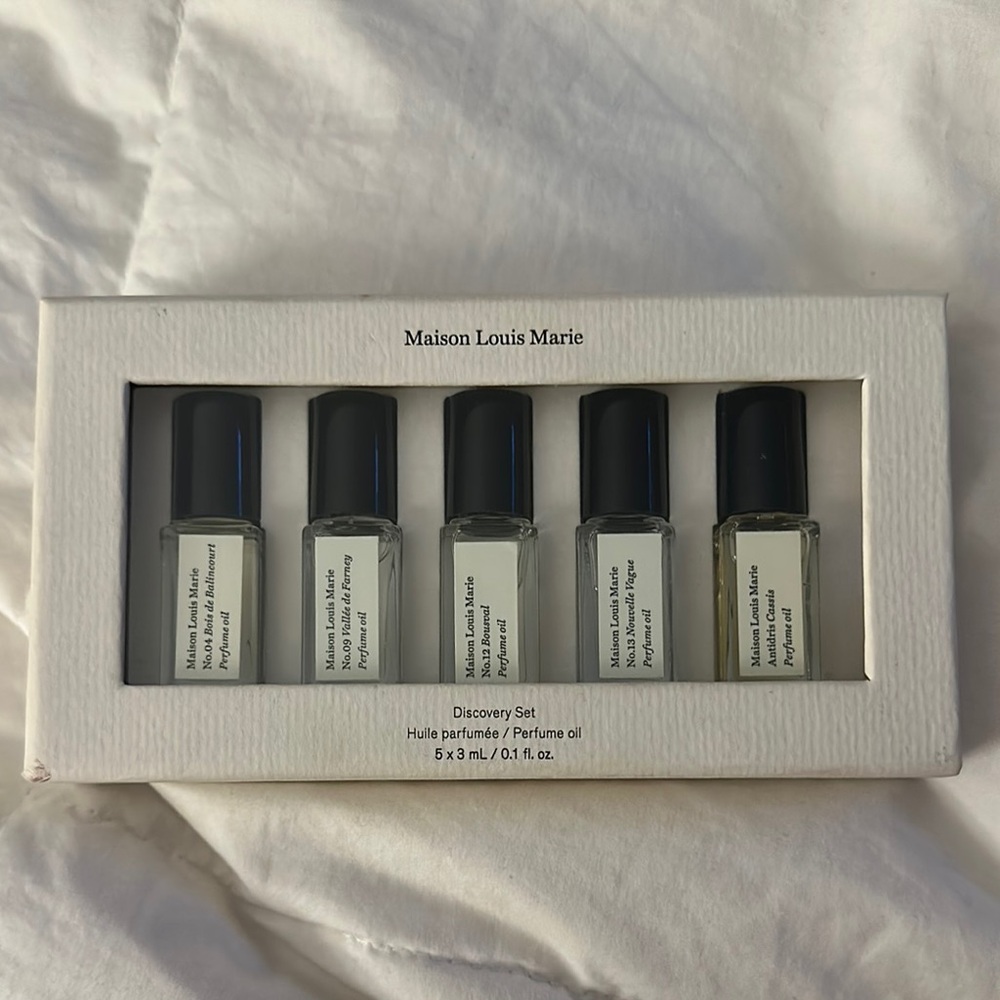 Maison Louis Marie
Maison Louis Marie
No.04 Bois de Balincourt
Perfume oil
Maison Louis Marie
No.09 Vallée de Farney
Perfume oil
Maison Louis Marie
No.12 Bousval
Perfume oil
Maison Louis Marie
No.13 Nouvelle Vague
Perfume oil
Maison Louis Marie
Antidris Cassis
Perfume oil
Discovery Set
Huile parfumée / Perfume oil
5 x 3 mL / 0.1 fl. oz.